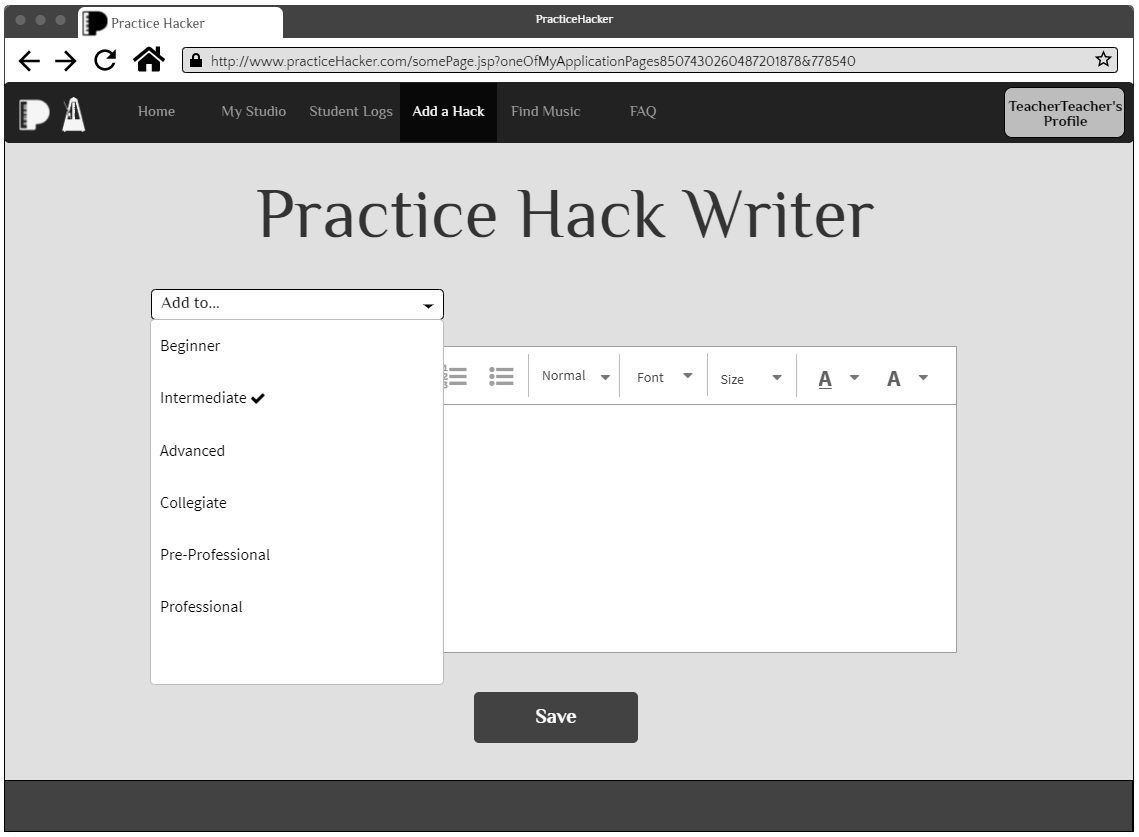 Practice Hacker
PracticeHacker
http://www.practiceHacker.com/somePage.jsp?oneOfMyApplicationPages8507430260487201878&778540
Home My Studio Student Logs Add a Hack Find Music FAQ
TeacherTeacher's
Profile
Practice Hack Writer
Add to...
Beginner
Normal Font Size A A
Intermediate
Advanced
Collegiate
Pre-Professional
Professional
Save